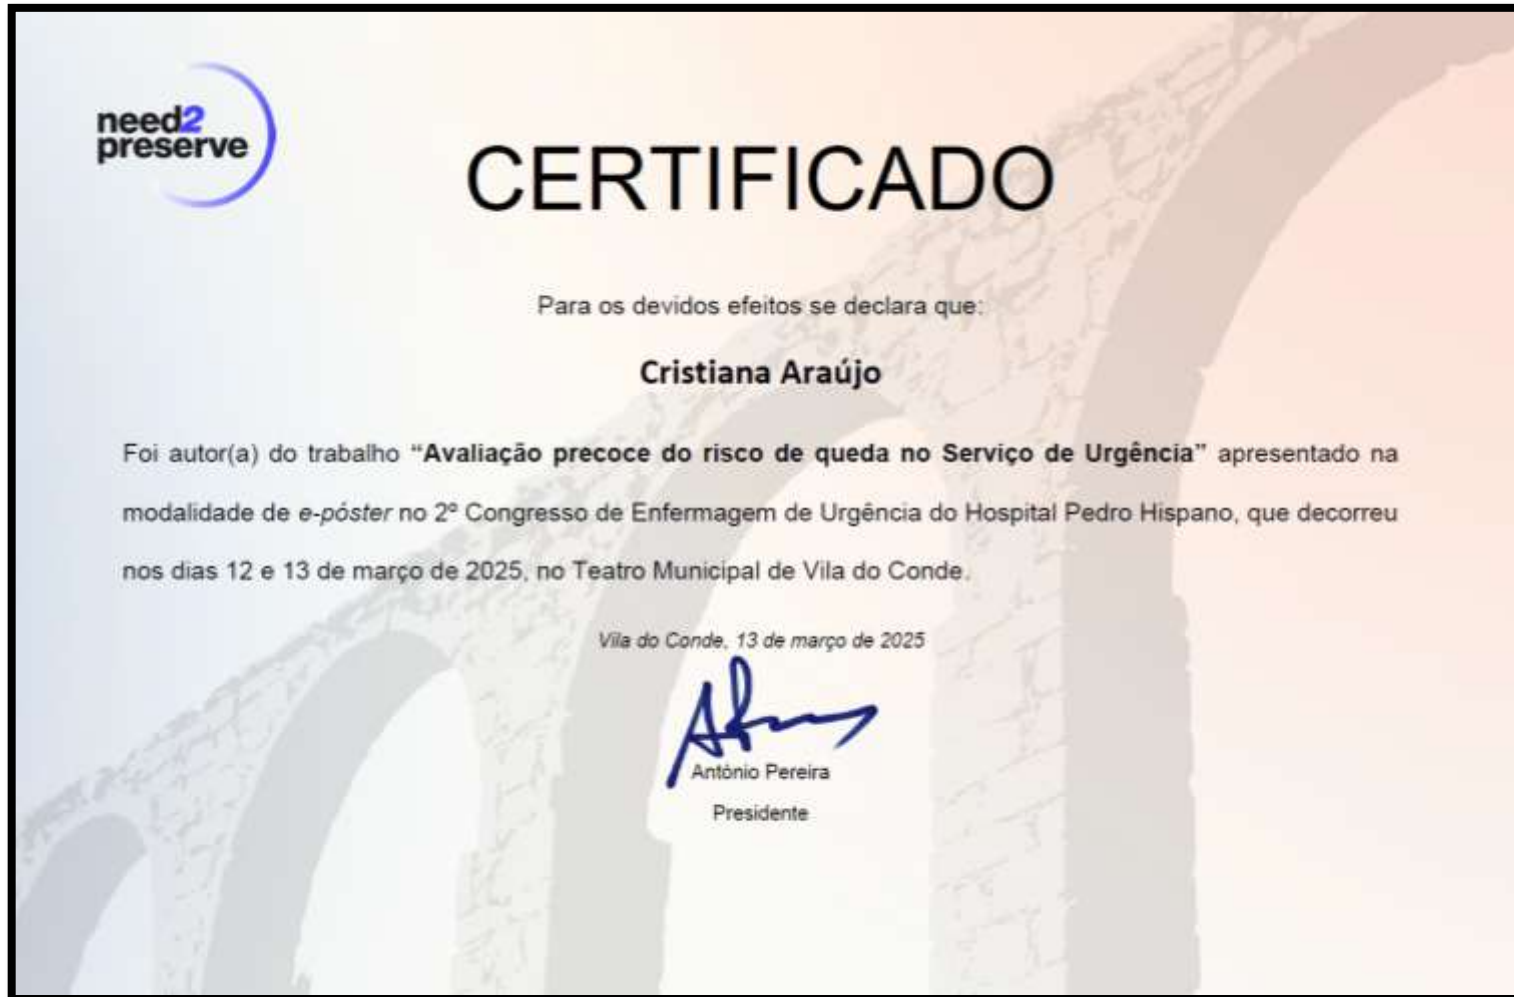 need2
preserve
CERTIFICADO
Para os devidos efeitos se declara que:
Cristiana Araújo
Foi autor(a) do trabalho “Avaliação precoce do risco de queda no Serviço de Urgência” apresentado na
modalidade de e-póster no 2º Congresso de Enfermagem de Urgência do Hospital Pedro Hispano, que decorreu
nos dias 12 e 13 de março de 2025, no Teatro Municipal de Vila do Conde.
Vila do Conde, 13 de março de 2025
António Pereira
Presidente